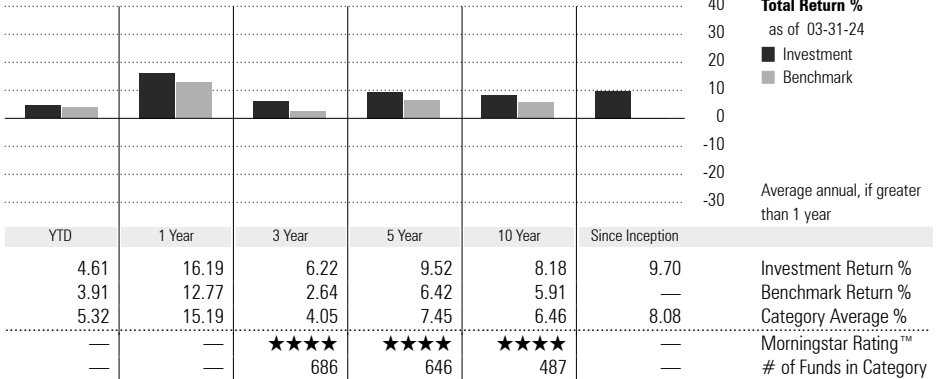 40 Total Return %
30 as of 03-31-24
20 Investment
10 Benchmark
0
-10
-20
-30 Average annual, if greater
than 1 year
YTD 1 Year 3 Year 5 Year 10 Year Since Inception
4.61 16.19 6.22 9.52 8.18 9.70 Investment Return %
3.91 12.77 2.64 6.42 5.91 — Benchmark Return %
5.32 15.19 4.05 7.45 6.46 8.08 Category Average %
— — ★★★★ ★★★★ ★★★★ — Morningstar Rating™
— — 686 646 487 — # of Funds in Category